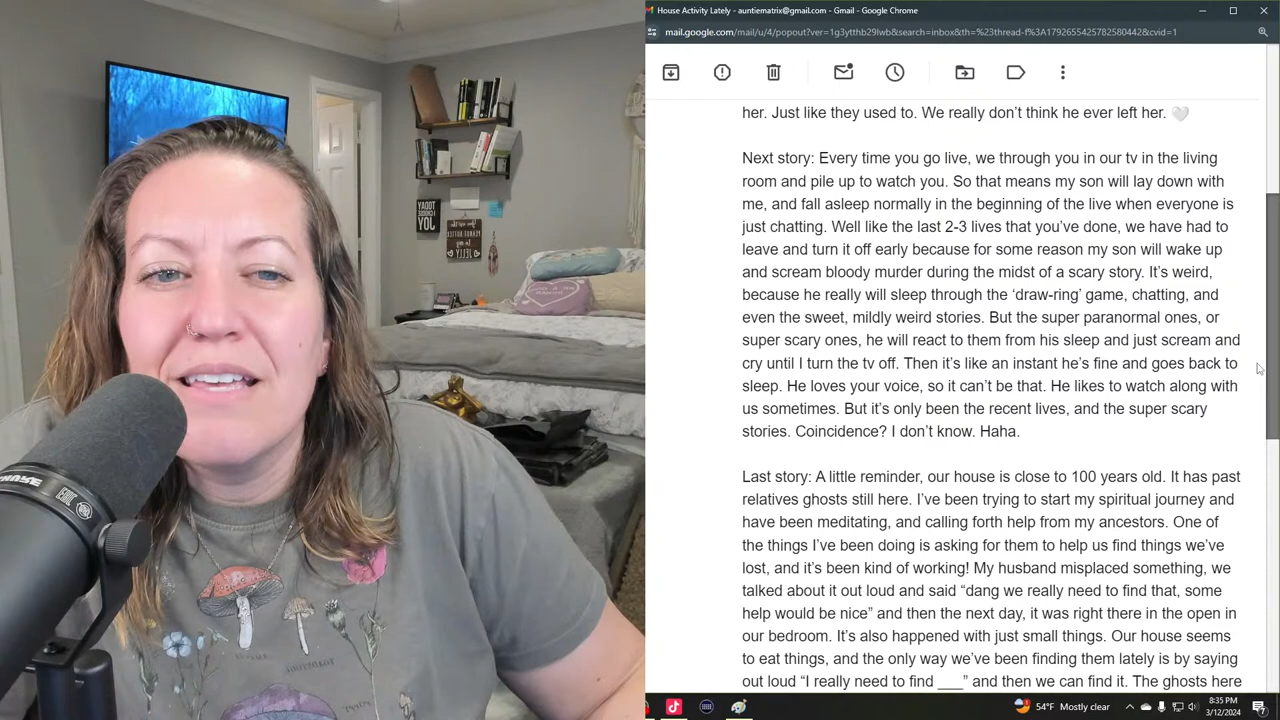 House Activity Lately - auntiematrix@gmail.com - Gmail - Google Chrome
mail.google.com/mail/u/4/popout?ver=1g3ytthb29lwb&search=inbox&th=%23thread-f%3A1792655425782580442&cvid=1
her. Just like they used to. We really don't think he ever left her. 🤍
Next story: Every time you go live, we through you in our tv in the living
room and pile up to watch you. So that means my son will lay down with
me, and fall asleep normally in the beginning of the live when everyone is
just chatting. Well like the last 2-3 lives that you've done, we have had to
leave and turn it off early because for some reason my son will wake up
and scream bloody murder during the midst of a scary story. It's weird,
because he really will sleep through the 'draw-ring' game, chatting, and
even the sweet, mildly weird stories. But the super paranormal ones, or
super scary ones, he will react to them from his sleep and just scream and
cry until I turn the tv off. Then it's like an instant he's fine and goes back to
sleep. He loves your voice, so it can't be that. He likes to watch along with
us sometimes. But it's only been the recent lives, and the super scary
stories. Coincidence? I don't know. Haha.
Last story: A little reminder, our house is close to 100 years old. It has past
relatives ghosts still here. I've been trying to start my spiritual journey and
have been meditating, and calling forth help from my ancestors. One of
the things I've been doing is asking for them to help us find things we've
lost, and it's been kind of working! My husband misplaced something, we
talked about it out loud and said “dang we really need to find that, some
help would be nice” and then the next day, it was right there in the open in
our bedroom. It's also happened with just small things. Our house seems
to eat things, and the only way we've been finding them lately is by saying
out loud “I really need to find ___” and then we can find it. The ghosts here
54°F Mostly clear
8:35 PM
3/12/2024
TODAY
I CHOOSE
JOY
PEANUT BUTTER
to my
JELLY